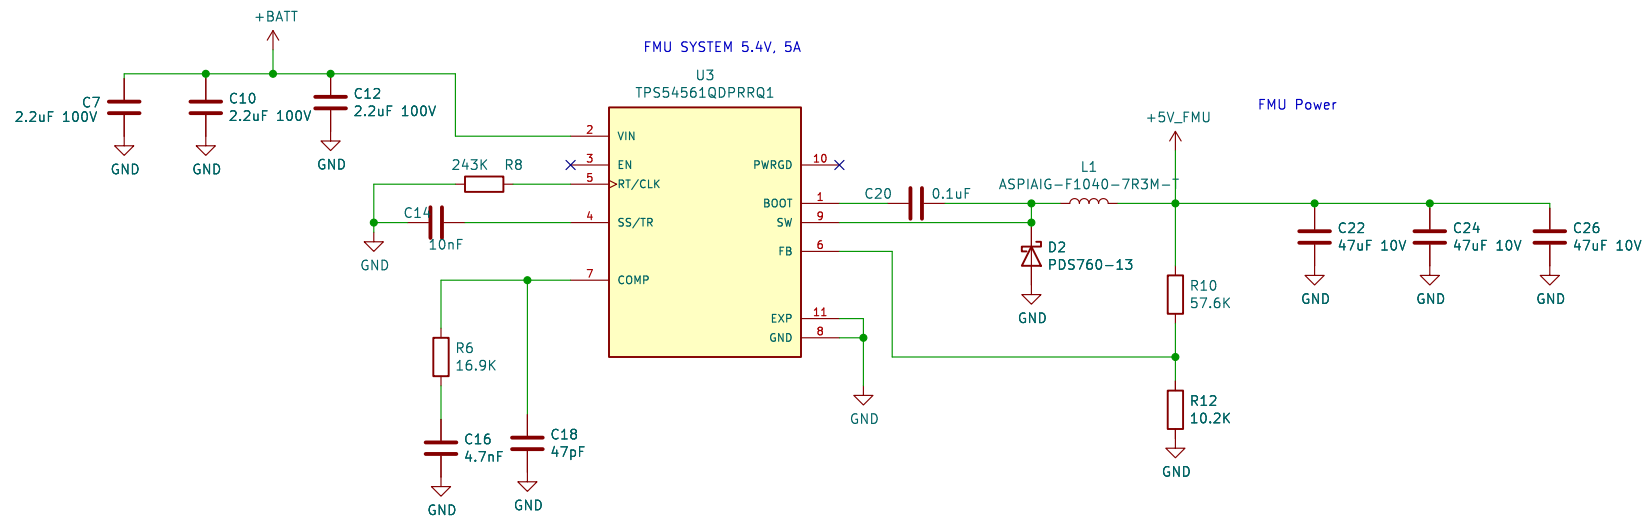 +BATT
FMU SYSTEM 5.4V, 5A
U3
TPS54561QDPRRQ1
C7
2.2uF 100V
C10
2.2uF 100V
C12
2.2uF 100V
GND
GND
GND
FMU Power
+5V_FMU
2
VIN
3
EN
243K R8
5
RT/CLK
C14
10nF
4
SS/TR
GND
7
COMP
PWRGD
10
BOOT
1
SW
9
FB
6
EXP
11
GND
8
C20
0.1uF
L1
ASPIAIG-F1040-7R3M-T
D2
PDS760-13
GND
C22
47uF 10V
GND
C24
47uF 10V
GND
C26
47uF 10V
GND
R10
57.6K
R6
16.9K
GND
R12
10.2K
GND
C16
4.7nF
GND
C18
47pF
GND